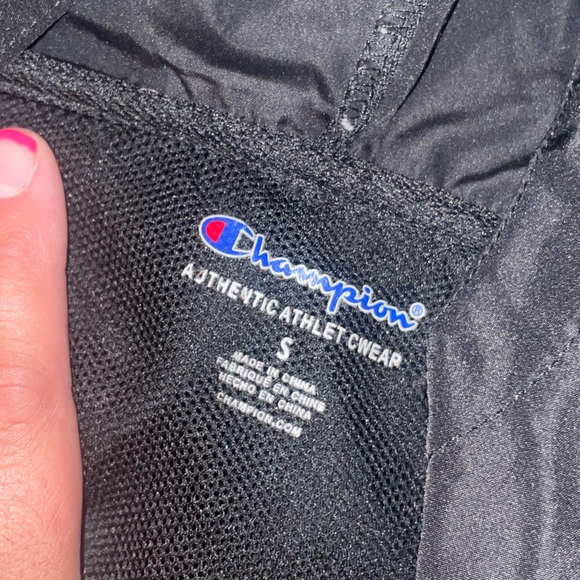 Champion®
AUTHENTIC ATHLETICWEAR
S
MADE IN CHINA
FABRIQUÉ EN CHINE
HECHO EN CHINA
CHAMPION.COM